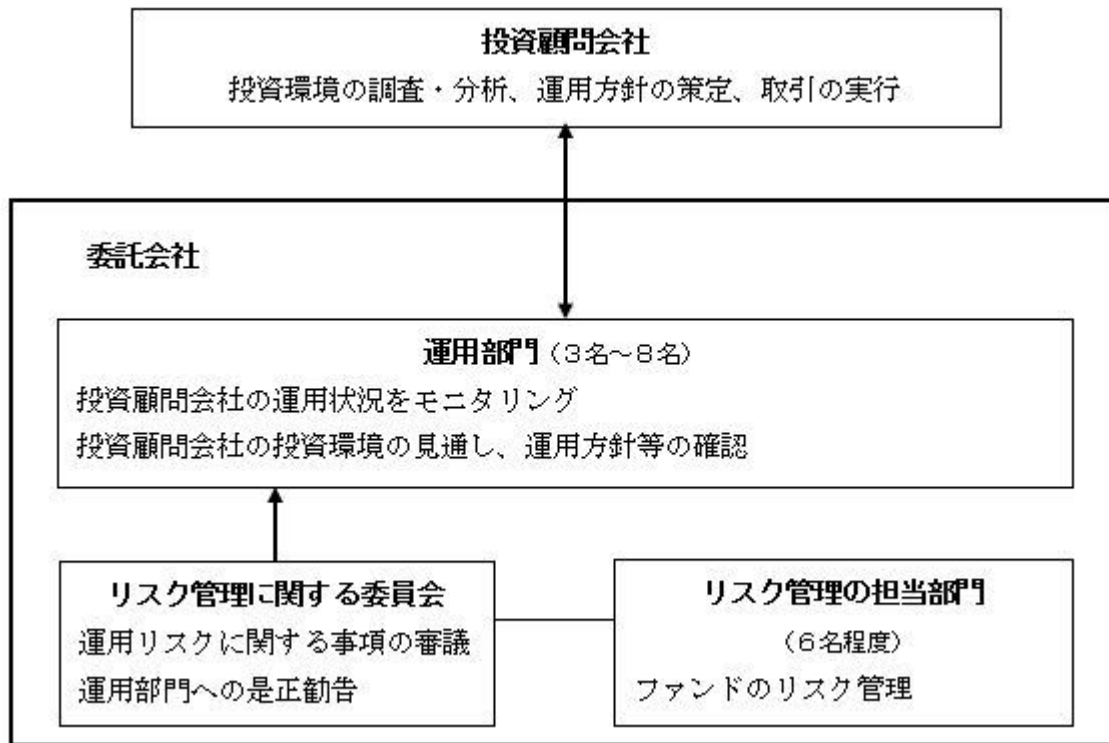 投資顧問会社
投資環境の調査・分析、運用方針の策定、取引の実行
委託会社
運用部門（３名～８名）
投資顧問会社の運用状況をモニタリング
投資顧問会社の投資環境の見通し、運用方針等の確認
リスク管理に関する委員会
運用リスクに関する事項の審議
運用部門への是正勧告
リスク管理の担当部門
（６名程度）
ファンドのリスク管理